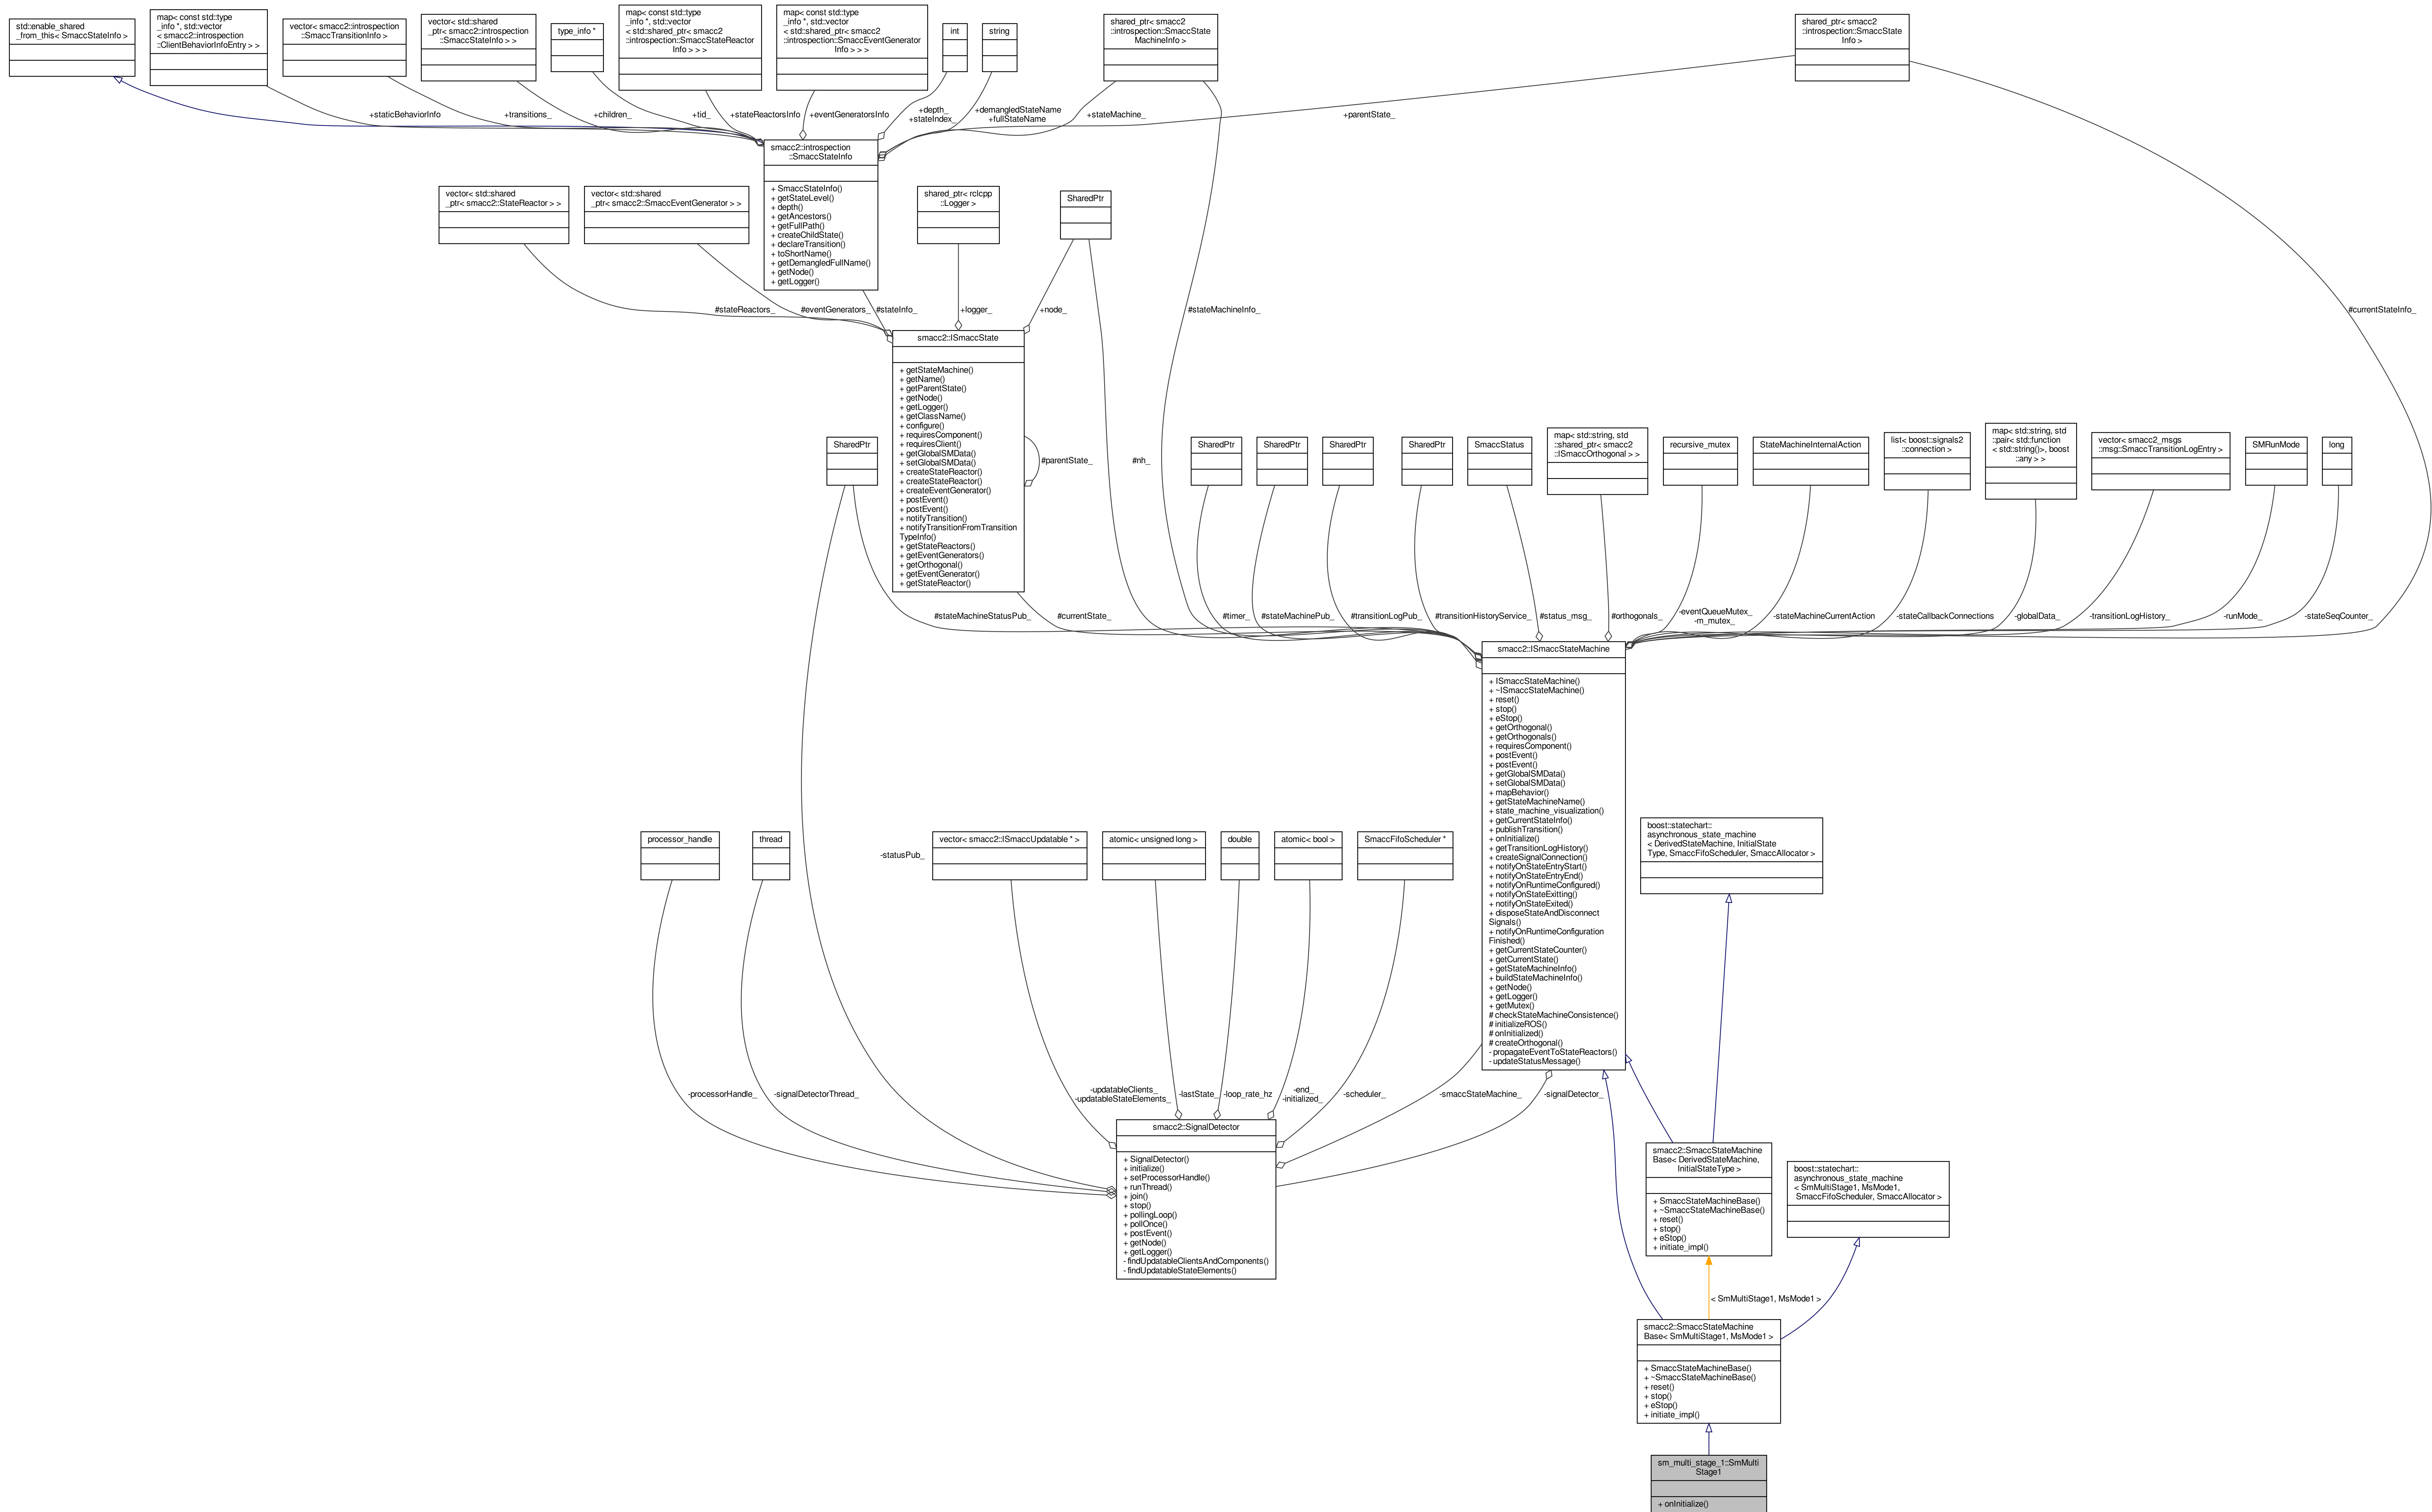 std::enable_shared
_from_this< SmaccStateInfo >
map< const std::type
_info *, std::vector
< smacc2::introspection
::ClientBehaviorInfoEntry > >
vector< smacc2::introspection
::SmaccTransitionInfo >
vector< std::shared
_ptr< smacc2::introspection
::SmaccStateInfo > >
type_info *
map< const std::type
_info *, std::vector
< std::shared_ptr< smacc2
::introspection::SmaccStateReactor
Info > > >
map< const std::type
_info *, std::vector
< std::shared_ptr< smacc2
::introspection::SmaccEventGenerator
Info > > >
int
string
shared_ptr< smacc2
::introspection::SmaccState
MachineInfo >
shared_ptr< smacc2
::introspection::SmaccState
Info >
+staticBehaviorInfo
+transitions_
+children_
+tid_
+stateReactorsInfo
+eventGeneratorsInfo
+depth_
+stateIndex_
+demangledStateName
+fullStateName
+stateMachine_
+parentState_
smacc2::introspection
::SmaccStateInfo
+ SmaccStateInfo()
+ getStateLevel()
+ depth()
+ getAncestors()
+ getFullPath()
+ createChildState()
+ declareTransition()
+ toShortName()
+ getDemangledFullName()
+ getNode()
+ getLogger()
vector< std::shared
_ptr< smacc2::StateReactor > >
vector< std::shared
_ptr< smacc2::SmaccEventGenerator > >
shared_ptr< rclcpp
::Logger >
SharedPtr
#stateReactors_
#eventGenerators_
#stateInfo_
+logger_
+node_
#stateMachineInfo_
#currentStateInfo_
smacc2::ISmaccState
+ getStateMachine()
+ getName()
+ getParentState()
+ getNode()
+ getLogger()
+ getClassName()
+ configure()
+ requiresComponent()
+ requiresClient()
+ getGlobalSMData()
+ setGlobalSMData()
+ createStateReactor()
+ createStateReactor()
+ createEventGenerator()
+ postEvent()
+ postEvent()
+ notifyTransition()
+ notifyTransitionFromTransition
TypeInfo()
+ getStateReactors()
+ getEventGenerators()
+ getOrthogonal()
+ getEventGenerator()
+ getStateReactor()
#parentState_
#nh_
SharedPtr
SharedPtr
SharedPtr
SharedPtr
SharedPtr
SmaccStatus
map< std::string, std
::shared_ptr< smacc2
::ISmaccOrthogonal > >
recursive_mutex
StateMachineInternalAction
list< boost::signals2
::connection >
map< std::string, std
::pair< std::function
< std::string()>, boost
::any > >
vector< smacc2_msgs
::msg::SmaccTransitionLogEntry >
SMRunMode
long
#stateMachineStatusPub_
#currentState_
#timer_
#stateMachinePub_
#transitionLogPub_
#transitionHistoryService_
#status_msg_
#orthogonals_
-eventQueueMutex_
-m_mutex_
-stateMachineCurrentAction
-stateCallbackConnections
-globalData_
-transitionLogHistory_
-runMode_
-stateSeqCounter_
smacc2::ISmaccStateMachine
+ ISmaccStateMachine()
+ ~ISmaccStateMachine()
+ reset()
+ stop()
+ eStop()
+ getOrthogonal()
+ getOrthogonals()
+ requiresComponent()
+ postEvent()
+ postEvent()
+ getGlobalSMData()
+ setGlobalSMData()
+ mapBehavior()
+ getStateMachineName()
+ state_machine_visualization()
+ getCurrentStateInfo()
+ publishTransition()
+ onInitialize()
+ getTransitionLogHistory()
+ createSignalConnection()
+ notifyOnStateEntryStart()
+ notifyOnStateEntryEnd()
+ notifyOnRuntimeConfigured()
+ notifyOnStateExitting()
+ notifyOnStateExited()
+ disposeStateAndDisconnect
Signals()
+ notifyOnRuntimeConfiguration
Finished()
+ getCurrentStateCounter()
+ getCurrentState()
+ getStateMachineInfo()
+ buildStateMachineInfo()
+ getNode()
+ getLogger()
+ getMutex()
# checkStateMachineConsistence()
# initializeROS()
# onInitialized()
# createOrthogonal()
- propagateEventToStateReactors()
- updateStatusMessage()
processor_handle
thread
-statusPub_
vector< smacc2::ISmaccUpdatable * >
atomic< unsigned long >
double
atomic< bool >
SmaccFifoScheduler *
boost::statechart::
asynchronous_state_machine
< DerivedStateMachine, InitialState
Type, SmaccFifoScheduler, SmaccAllocator >
-processorHandle_
-signalDetectorThread_
-updatableClients_
-updatableStateElements_
-lastState_
-loop_rate_hz
-end_
-initialized_
-scheduler_
-smaccStateMachine_
-signalDetector_
smacc2::SignalDetector
+ SignalDetector()
+ initialize()
+ setProcessorHandle()
+ runThread()
+ join()
+ stop()
+ pollingLoop()
+ pollOnce()
+ postEvent()
+ getNode()
+ getLogger()
- findUpdatableClientsAndComponents()
- findUpdatableStateElements()
smacc2::SmaccStateMachine
Base< DerivedStateMachine,
InitialStateType >
+ SmaccStateMachineBase()
+ ~SmaccStateMachineBase()
+ reset()
+ stop()
+ eStop()
+ initiate_impl()
boost::statechart::
asynchronous_state_machine
< SmMultiStage1, MsMode1,
SmaccFifoScheduler, SmaccAllocator >
< SmMultiStage1, MsMode1 >
smacc2::SmaccStateMachine
Base< SmMultiStage1, MsMode1 >
+ SmaccStateMachineBase()
+ ~SmaccStateMachineBase()
+ reset()
+ stop()
+ eStop()
+ initiate_impl()
sm_multi_stage_1::SmMulti
Stage1
+ onInitialize()